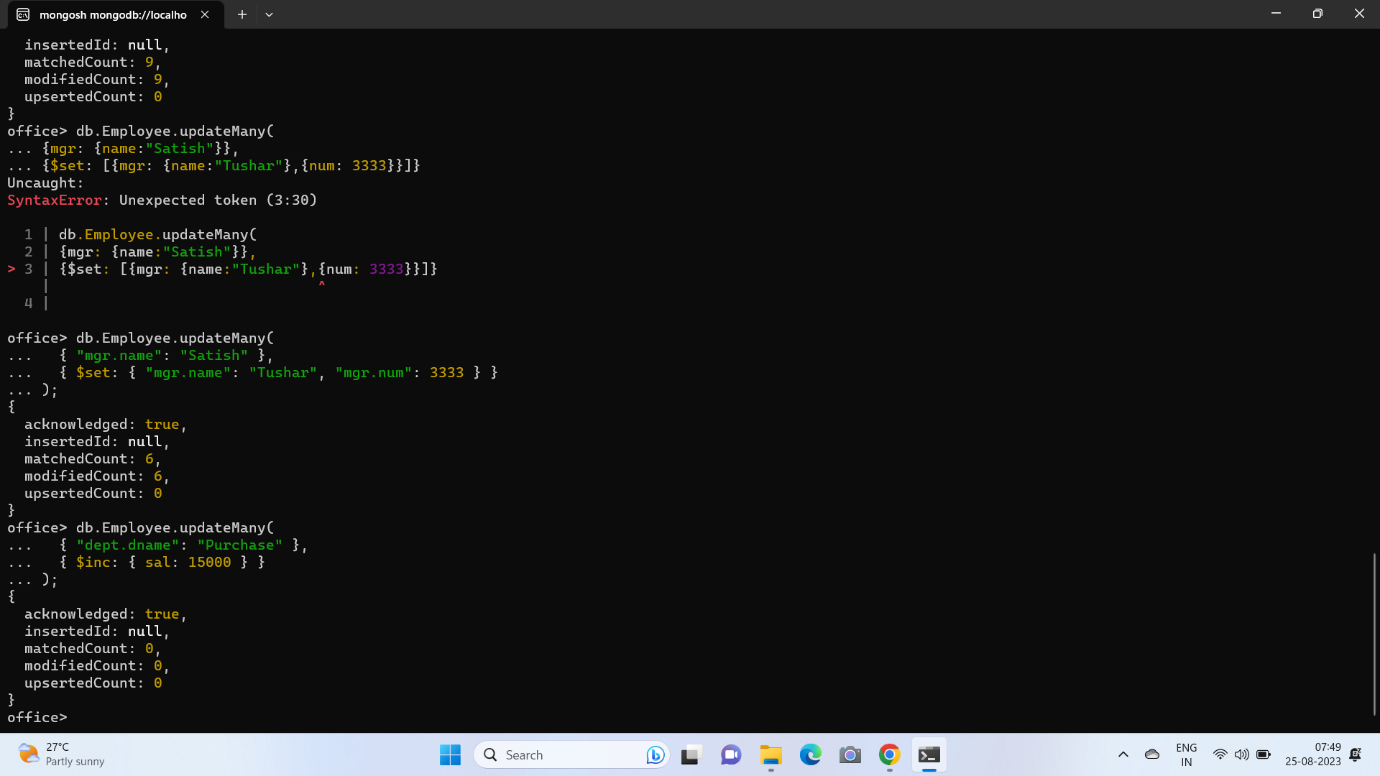 mongosh mongodb://localho
insertedId: null,
matchedCount: 9,
modifiedCount: 9,
upsertedCount: 0
}
office> db.Employee.updateMany(
... {mgr: {name:"Satish"}},
... {$set: [{mgr: {name:"Tushar"},{num: 3333}}]}
Uncaught:
SyntaxError: Unexpected token (3:30)
1 | db.Employee.updateMany(
2 | {mgr: {name:"Satish"}},
> 3 | {$set: [{mgr: {name:"Tushar"},{num: 3333}}]}
| ^
4 |
office> db.Employee.updateMany(
... { "mgr.name": "Satish" },
... { $set: { "mgr.name": "Tushar", "mgr.num": 3333 } }
... );
{
acknowledged: true,
insertedId: null,
matchedCount: 6,
modifiedCount: 6,
upsertedCount: 0
}
office> db.Employee.updateMany(
... { "dept.dname": "Purchase" },
... { $inc: { sal: 15000 } }
... );
{
acknowledged: true,
insertedId: null,
matchedCount: 0,
modifiedCount: 0,
upsertedCount: 0
}
office>
27°C
Partly sunny
Search
ENG
IN
07:49
25-08-2023